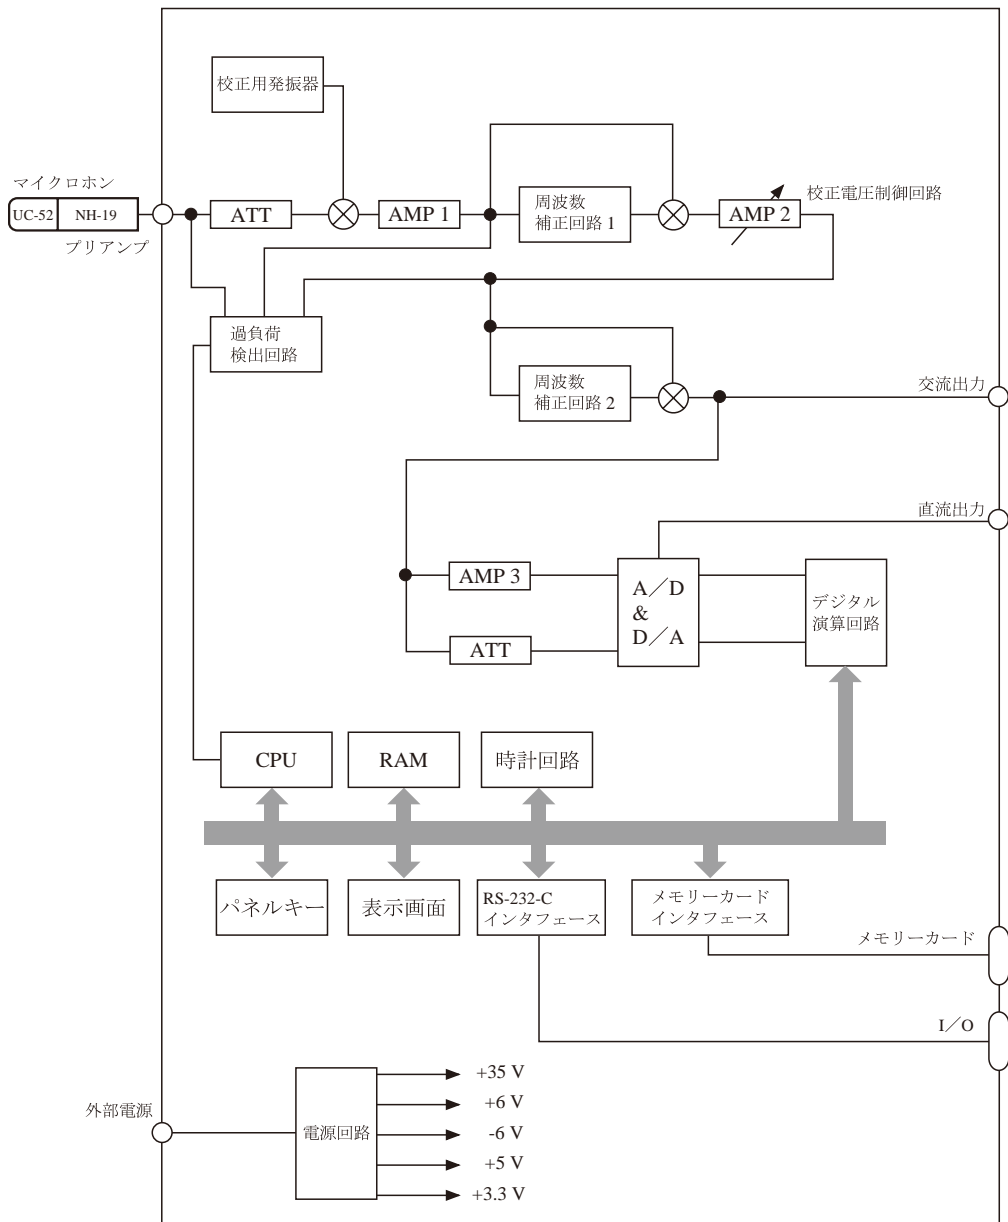 校正用発振器
マイクロホン
UC-52
NH-19
プリアンプ
ATT
AMP 1
周波数
補正回路 1
AMP 2
校正電圧制御回路
過負荷
検出回路
周波数
補正回路 2
交流出力
直流出力
AMP 3
ATT
A／D
&
D／A
デジタル
演算回路
CPU
RAM
時計回路
パネルキー
表示画面
RS-232-C
インタフェース
メモリーカード
インタフェース
メモリーカード
I／O
外部電源
電源回路
+35 V
+6 V
-6 V
+5 V
+3.3 V